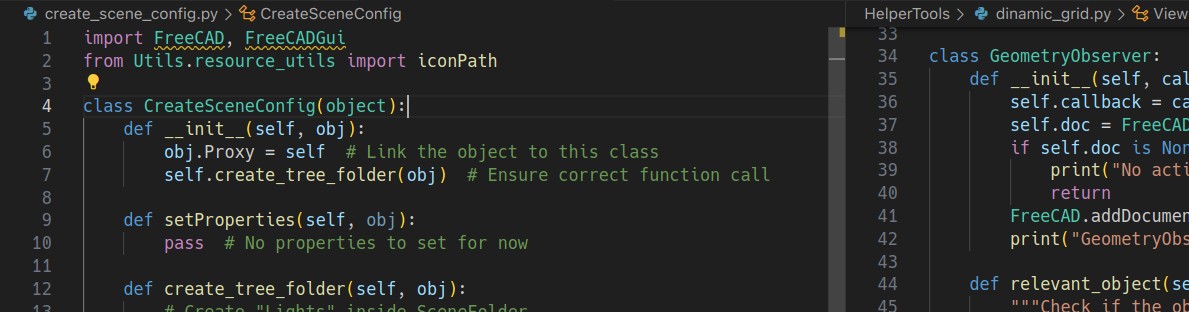 create_scene_config.py > CreateSceneConfig
1 import FreeCAD, FreeCADGui
2 from Utils.resource_utils import iconPath
3
4 class CreateSceneConfig(object):
5 def __init__(self, obj):
6 obj.Proxy = self # Link the object to this class
7 self.create_tree_folder(obj) # Ensure correct function call
8
9 def setProperties(self, obj):
10 pass # No properties to set for now
11
12 def create_tree_folder(self, obj):
13 # Create "Lights" inside SceneFolder
HelperTools > dinamic_grid.py > View
33
34 class GeometryObserver:
35 def __init__(self, cal
36 self.callback = ca
37 self.doc = FreeCAD
38 if self.doc is Non
39 print("No acti
40 return
41 FreeCAD.addDocumen
42 print("GeometryObs
43
44 def relevant_object(se
45 """Check if the ob